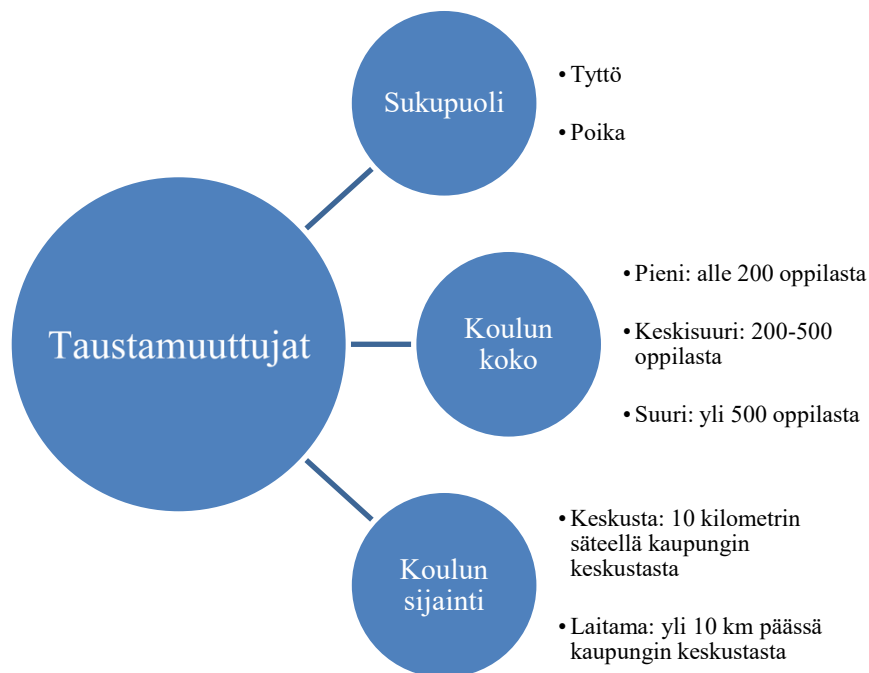 Taustamuuttujat
Sukupuoli
• Tyttö
• Poika
Koulun
koko
• Pieni: alle 200 oppilasta
• Keskisuuri: 200-500
oppilasta
• Suuri: yli 500 oppilasta
Koulun
sijainti
• Keskusta: 10 kilometrin
säteellä kaupungin
keskustasta
• Laitama: yli 10 km päässä
kaupungin keskustasta